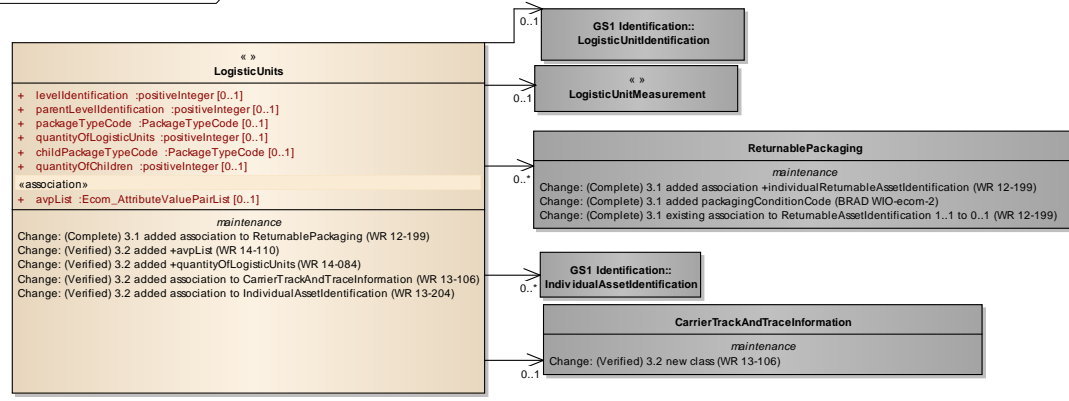 « »
LogisticUnits
+ levelIdentification :positiveInteger [0..1]
+ parentLevelIdentification :positiveInteger [0..1]
+ packageTypeCode :PackageTypeCode [0..1]
+ quantityOfLogisticUnits :positiveInteger [0..1]
+ childPackageTypeCode :PackageTypeCode [0..1]
+ quantityOfChildren :positiveInteger [0..1]
«association»
+ avpList :Ecom_AttributeValuePairList [0..1]
maintenance
Change: (Complete) 3.1 added association to ReturnablePackaging (WR 12-199)
Change: (Verified) 3.2 added +avpList (WR 14-110)
Change: (Verified) 3.2 added +quantityOfLogisticUnits (WR 14-084)
Change: (Verified) 3.2 added association to CarrierTrackAndTraceInformation (WR 13-106)
Change: (Verified) 3.2 added association to IndividualAssetIdentification (WR 13-204)
0..1
GS1 Identification::
LogisticUnitIdentification
0..1
« »
LogisticUnitMeasurement
0..*
ReturnablePackaging
maintenance
Change: (Complete) 3.1 added association +individualReturnableAssetIdentification (WR 12-199)
Change: (Complete) 3.1 added packagingConditionCode (BRAD WIO-ecom-2)
Change: (Complete) 3.1 existing association to ReturnableAssetIdentification 1..1 to 0..1 (WR 12-199)
0..*
GS1 Identification::
IndividualAssetIdentification
0..1
CarrierTrackAndTraceInformation
maintenance
Change: (Verified) 3.2 new class (WR 13-106)